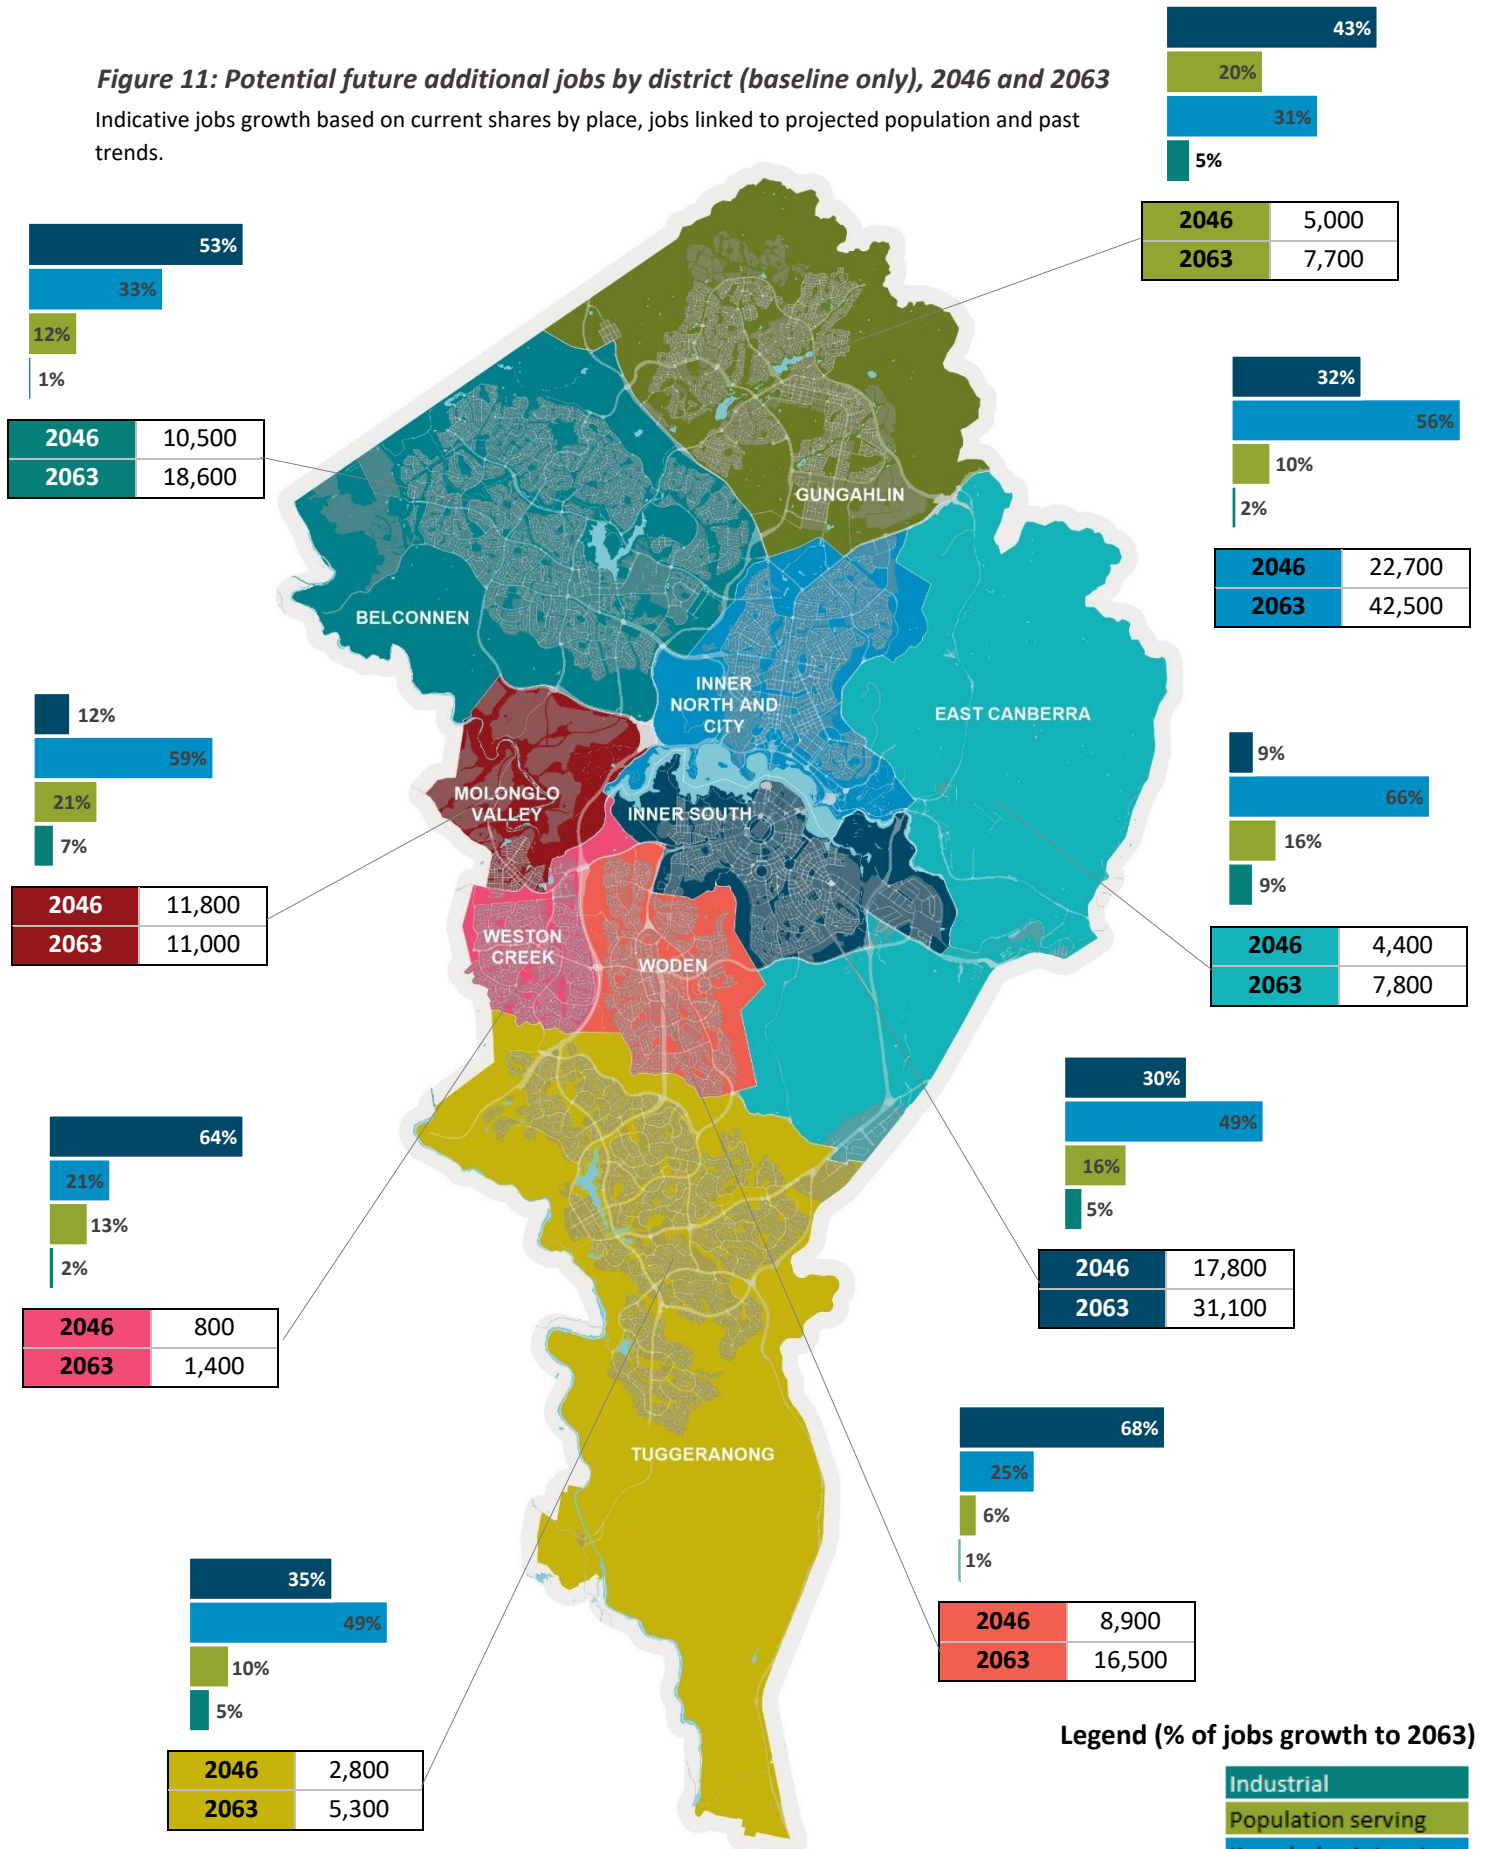 Figure 11: Potential future additional jobs by district (baseline only), 2046 and 2063
Indicative jobs growth based on current shares by place, jobs linked to projected population and past
trends.
43%
20%
31%
5%
2046 5,000
2063 7,700
53%
33%
12%
1%
2046 10,500
2063 18,600
32%
56%
10%
2%
2046 22,700
2063 42,500
GUNGAHLIN
BELCONNEN
INNER
NORTH AND
CITY
EAST CANBERRA
12%
59%
21%
7%
2046 11,800
2063 11,000
9%
66%
16%
9%
2046 4,400
2063 7,800
MOLONGLO
VALLEY
INNER SOUTH
WESTON
CREEK
WODEN
30%
49%
16%
5%
2046 17,800
2063 31,100
64%
21%
13%
2%
2046 800
2063 1,400
TUGGERANONG
68%
25%
6%
1%
2046 8,900
2063 16,500
35%
49%
10%
5%
2046 2,800
2063 5,300
Legend (% of jobs growth to 2063)
Industrial
Population serving